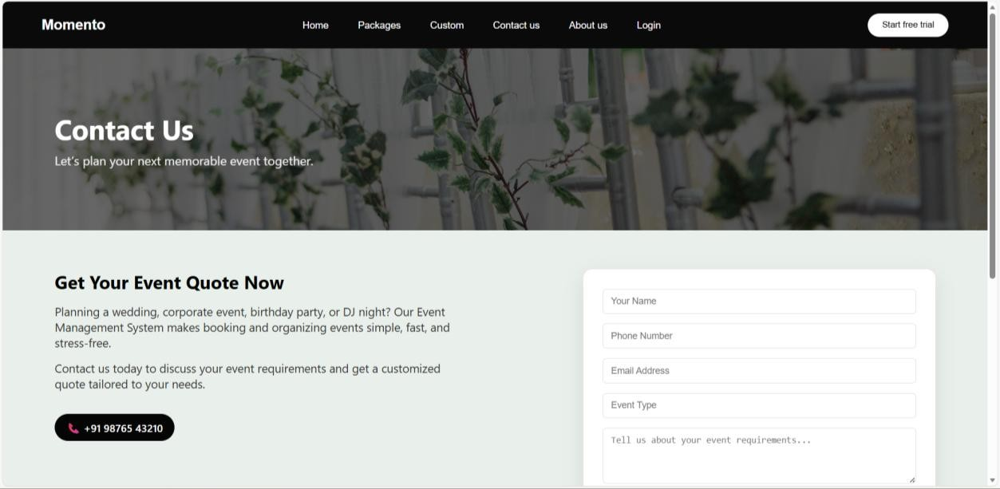 Momento
Home
Packages
Custom
Contact us
About us
Login
Start free trial
Contact Us
Let's plan your next memorable event together.
Get Your Event Quote Now
Planning a wedding, corporate event, birthday party, or DJ night? Our Event
Management System makes booking and organizing events simple, fast, and
stress-free.
Contact us today to discuss your event requirements and get a customized
quote tailored to your needs.
+91 98765 43210
Your Name
Phone Number
Email Address
Event Type
Tell us about your event requirements...